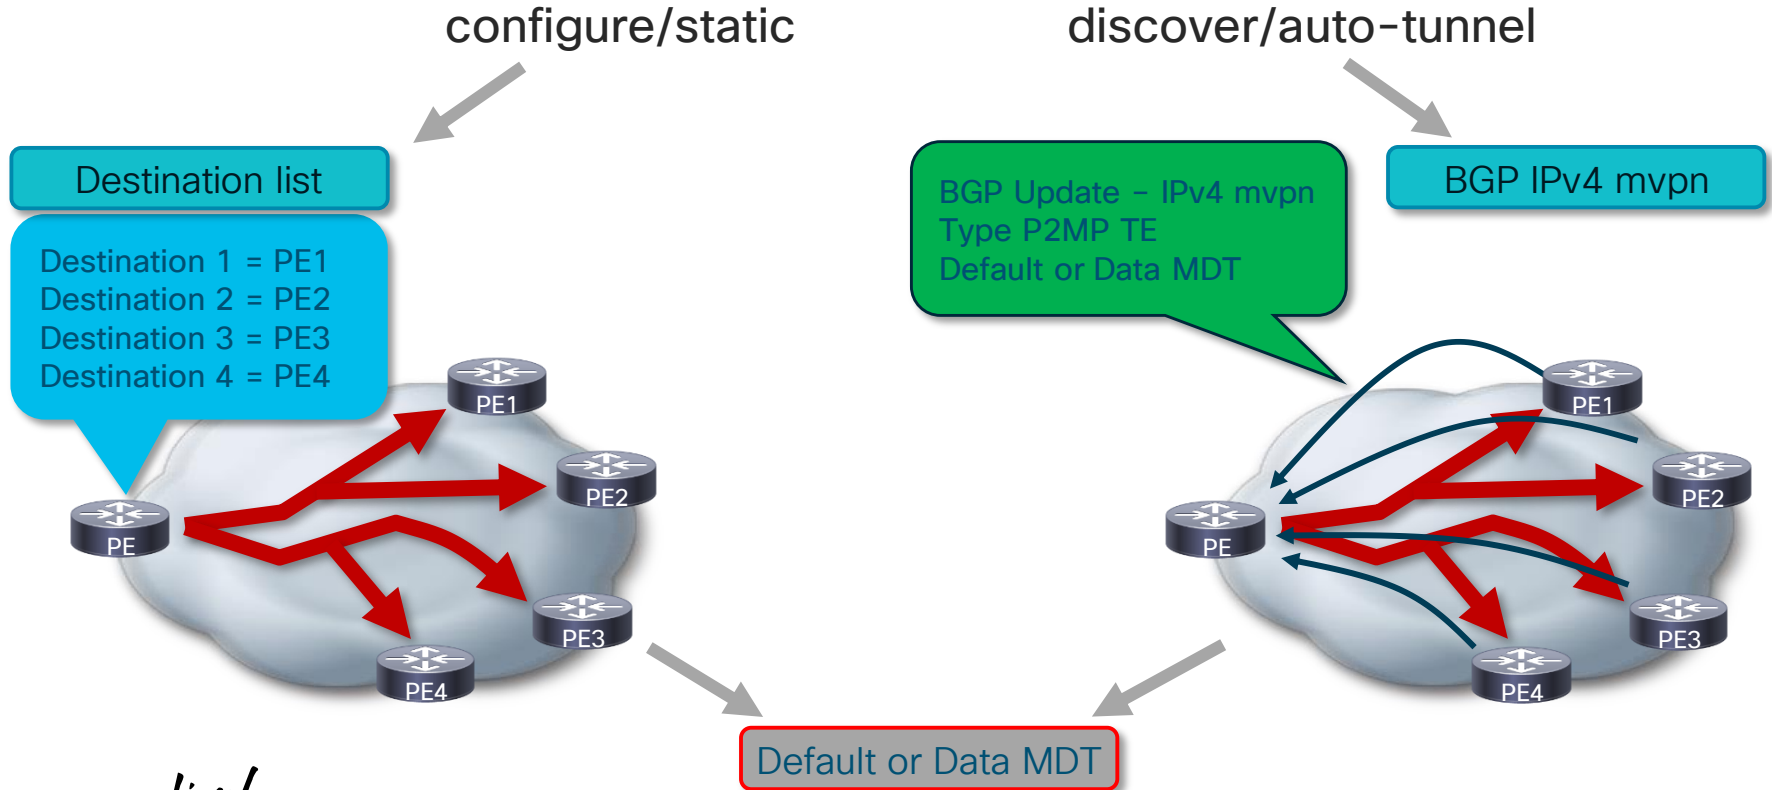 configure/static
discover/auto-tunnel
Destination list
Destination 1 = PE1
Destination 2 = PE2
Destination 3 = PE3
Destination 4 = PE4
BGP Update – IPv4 mvpn
Type P2MP TE
Default or Data MDT
BGP IPv4 mvpn
PE1
PE2
PE
PE3
PE4
PE1
PE2
PE
PE3
PE4
Default or Data MDT